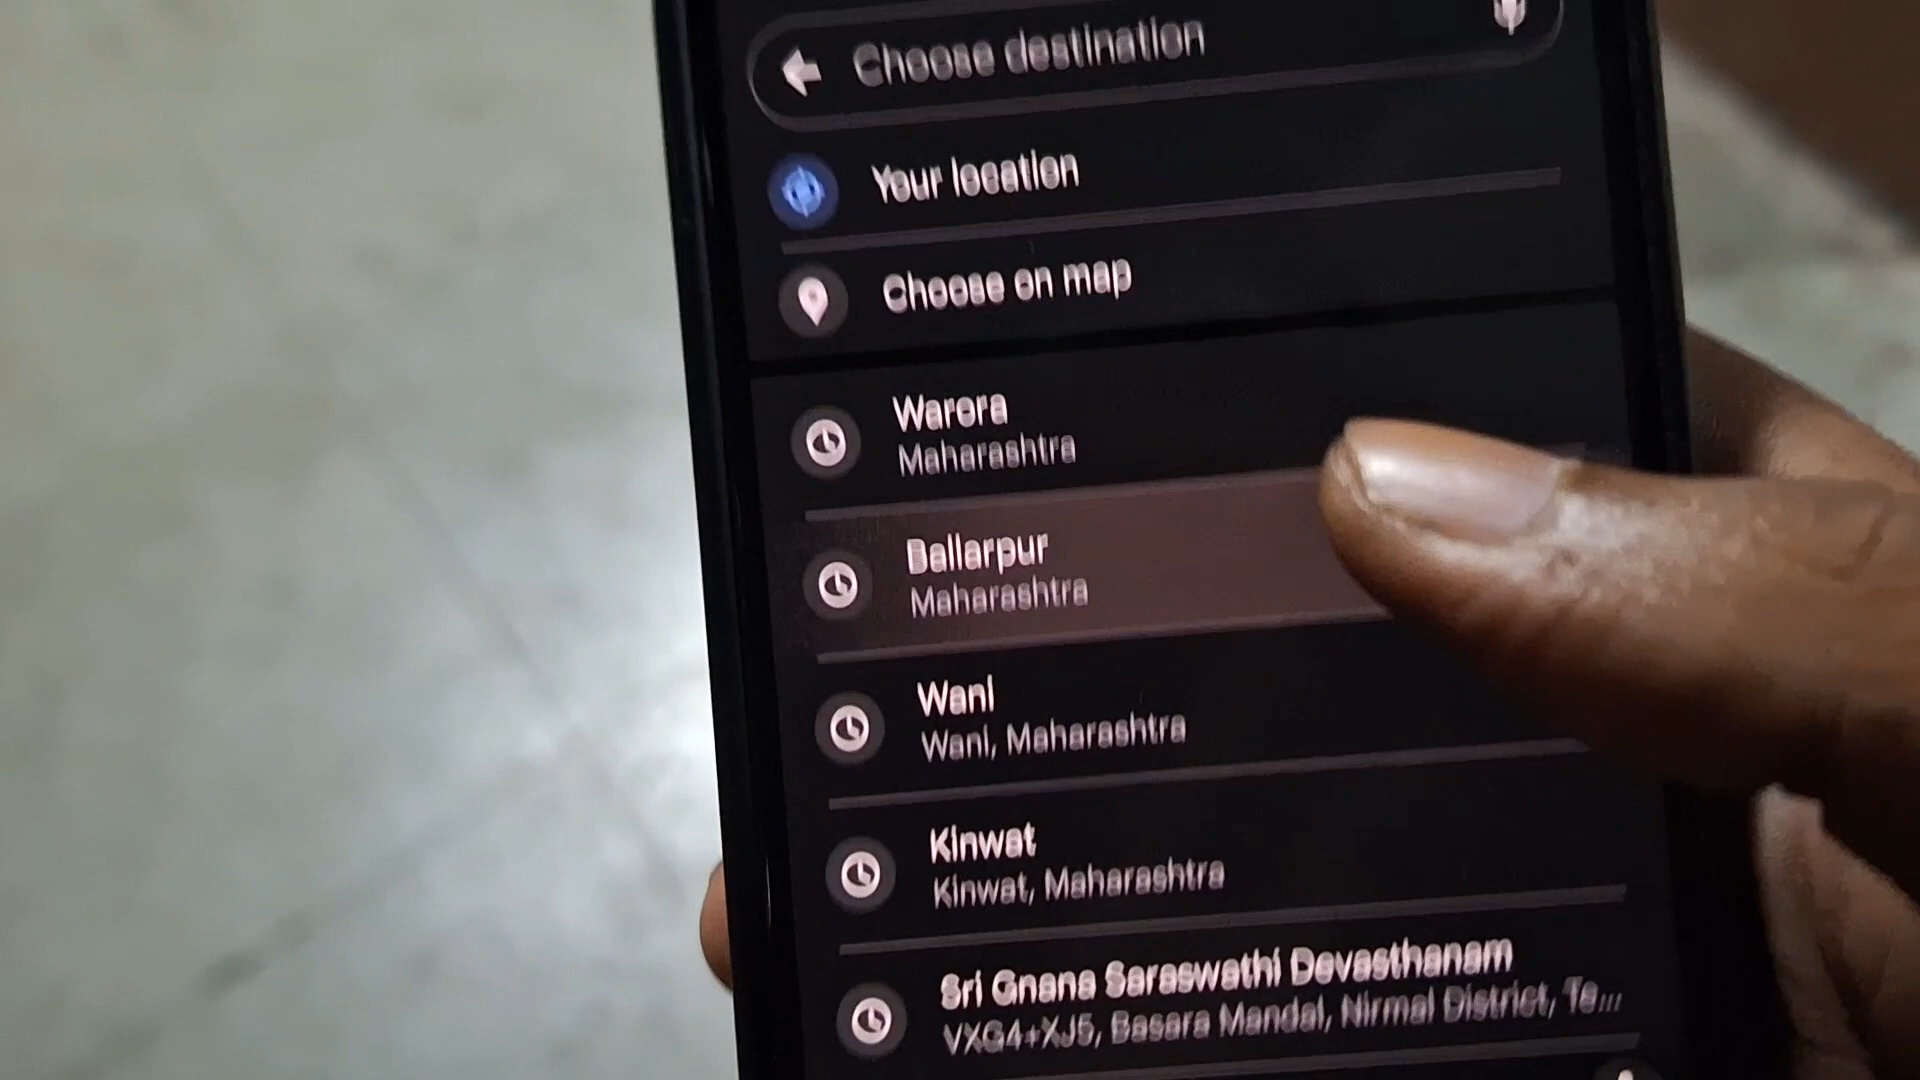 Choose destination
Your location
Choose on map
Warora
Maharashtra
Ballarpur
Maharashtra
Wani
Wani, Maharashtra
Kinwat
Kinwat, Maharashtra
Sri Gnana Saraswathi Devasthanam
VXG4+XJ5, Basara Mandal, Nirmal District, Te...